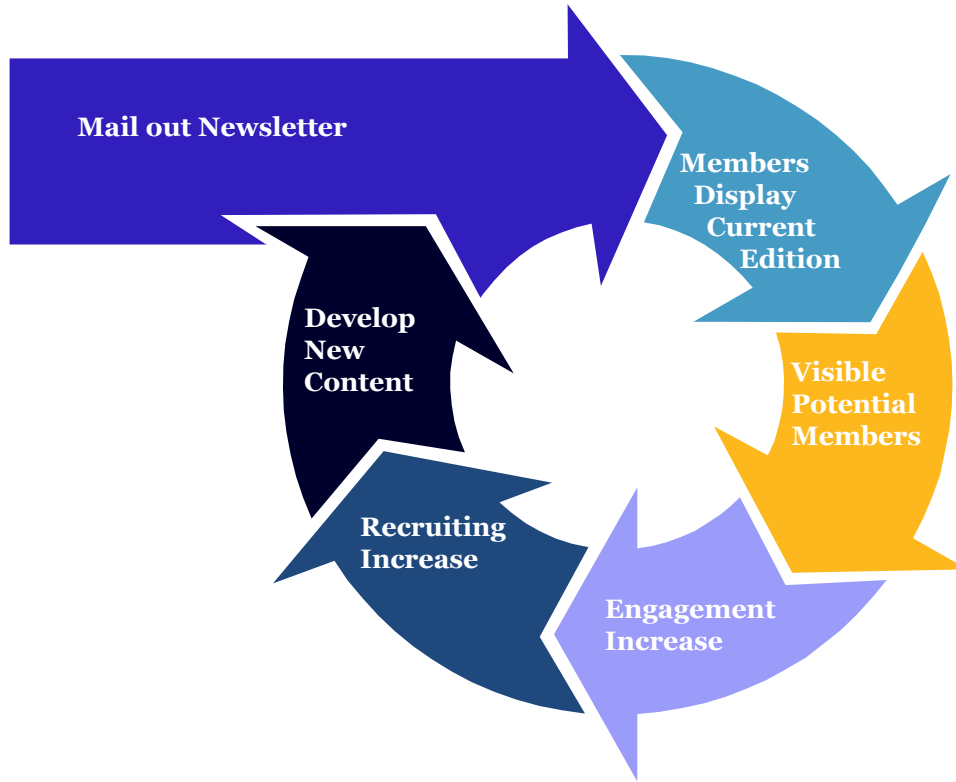 Mail out Newsletter
Members
Display
Current
Edition
Visible
Potential
Members
Engagement
Increase
Recruiting
Increase
Develop
New
Content